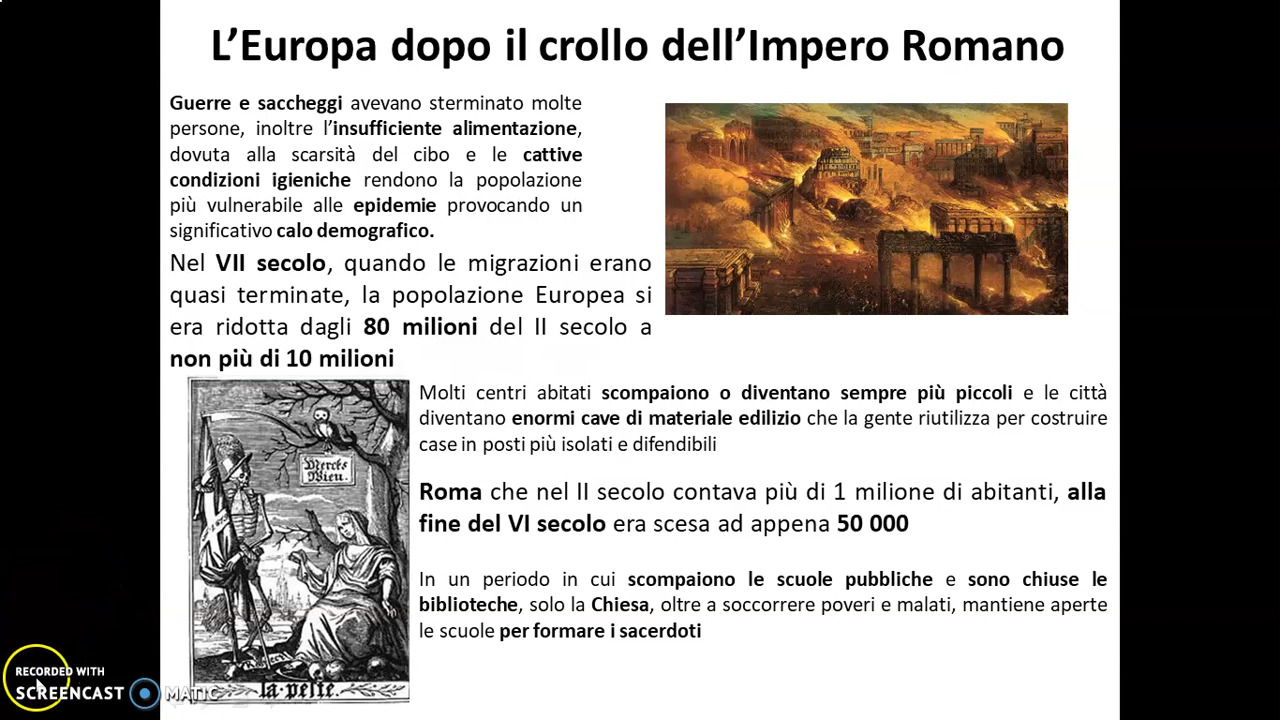 L’Europa dopo il crollo dell’Impero Romano
Guerre e saccheggi avevano sterminato molte
persone, inoltre l’insufficiente alimentazione,
dovuta alla scarsità del cibo e le cattive
condizioni igieniche rendono la popolazione
più vulnerabile alle epidemie provocando un
significativo calo demografico.
Nel VII secolo, quando le migrazioni erano
quasi terminate, la popolazione Europea si
era ridotta dagli 80 milioni del II secolo a
non più di 10 milioni
Mercks
Wien.
la peste.
Molti centri abitati scompaiono o diventano sempre più piccoli e le città
diventano enormi cave di materiale edilizio che la gente riutilizza per costruire
case in posti più isolati e difendibili
Roma che nel II secolo contava più di 1 milione di abitanti, alla
fine del VI secolo era scesa ad appena 50 000
In un periodo in cui scompaiono le scuole pubbliche e sono chiuse le
biblioteche, solo la Chiesa, oltre a soccorrere poveri e malati, mantiene aperte
le scuole per formare i sacerdoti
RECORDED WITH
SCREENCAST MATIC